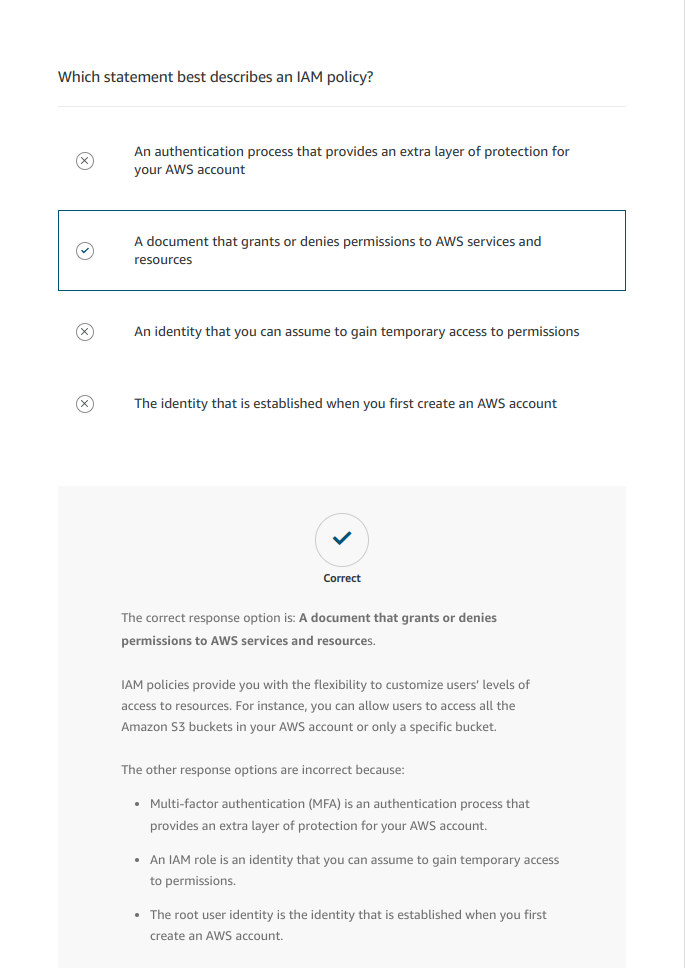 Which statement best describes an IAM policy?
An authentication process that provides an extra layer of protection for
your AWS account
A document that grants or denies permissions to AWS services and
resources
An identity that you can assume to gain temporary access to permissions
The identity that is established when you first create an AWS account
Correct
The correct response option is: A document that grants or denies
permissions to AWS services and resources.
IAM policies provide you with the flexibility to customize users’ levels of
access to resources. For instance, you can allow users to access all the
Amazon S3 buckets in your AWS account or only a specific bucket.
The other response options are incorrect because:
• Multi-factor authentication (MFA) is an authentication process that
provides an extra layer of protection for your AWS account.
• An IAM role is an identity that you can assume to gain temporary access
to permissions.
• The root user identity is the identity that is established when you first
create an AWS account.